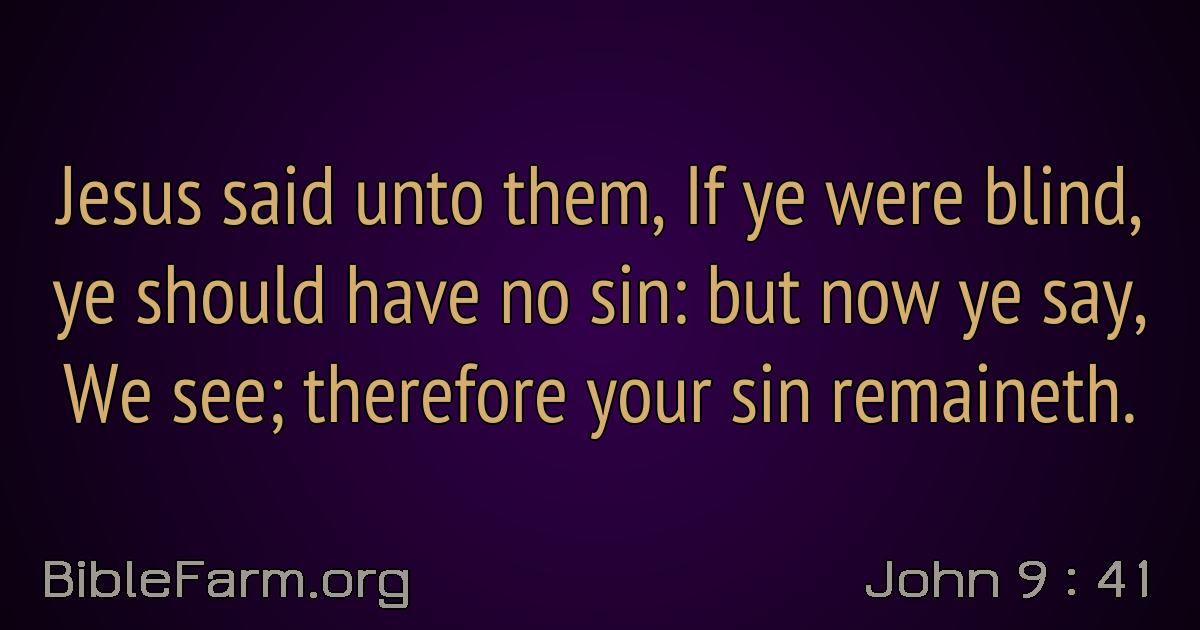 Jesus said unto them, If ye were blind,
ye should have no sin: but now ye say,
We see; therefore your sin remaineth.
BibleFarm.org
John 9 : 41